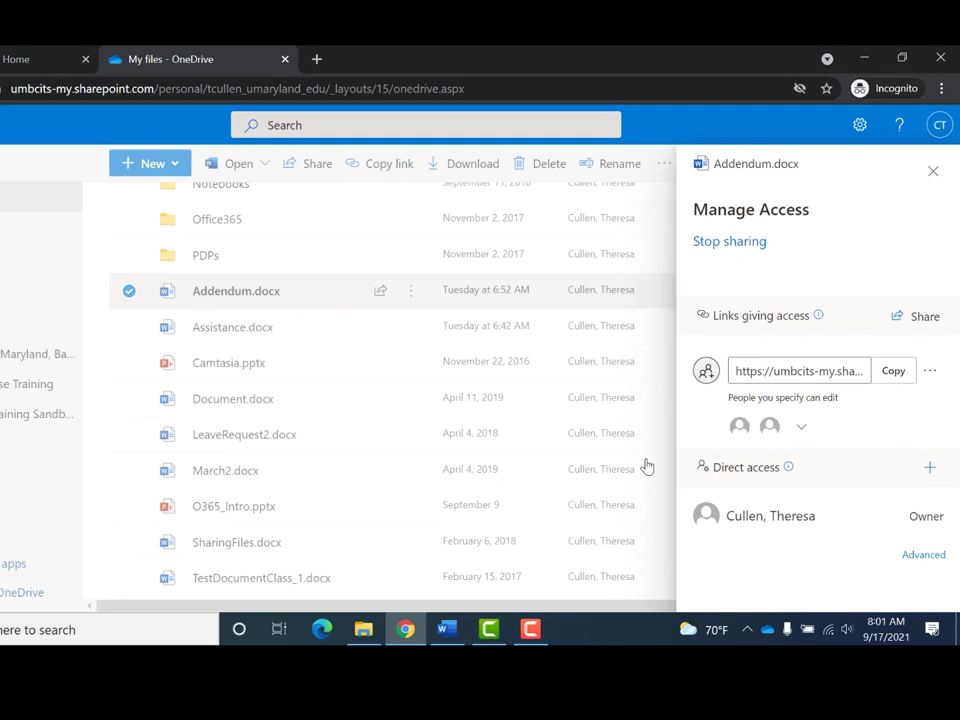 Home
My files - OneDrive
umbcits-my.sharepoint.com/personal/tcullen_umaryland_edu/_layouts/15/onedrive.aspx
Incognito
Search
CT
New
Open
Share
Copy link
Download
Delete
Rename
Addendum.docx
Manage Access
Stop sharing
Notebooks September 11, 2018 Cullen, Theresa
Office365 November 2, 2017 Cullen, Theresa
PDPs November 2, 2017 Cullen, Theresa
Addendum.docx Tuesday at 6:52 AM Cullen, Theresa
Assistance.docx Tuesday at 6:42 AM Cullen, Theresa
Camtasia.pptx November 22, 2016 Cullen, Theresa
Document.docx April 11, 2019 Cullen, Theresa
LeaveRequest2.docx April 4, 2018 Cullen, Theresa
March2.docx April 4, 2019 Cullen, Theresa
O365_Intro.pptx September 9 Cullen, Theresa
SharingFiles.docx February 6, 2018 Cullen, Theresa
TestDocumentClass_1.docx February 15, 2017 Cullen, Theresa
Maryland, Ba...
se Training
aining Sandb...
apps
OneDrive
Links giving access
Share
https://umbcits-my.sha...
Copy
People you specify can edit
Direct access
Cullen, Theresa
Owner
Advanced
here to search
70°F
8:01 AM
9/17/2021